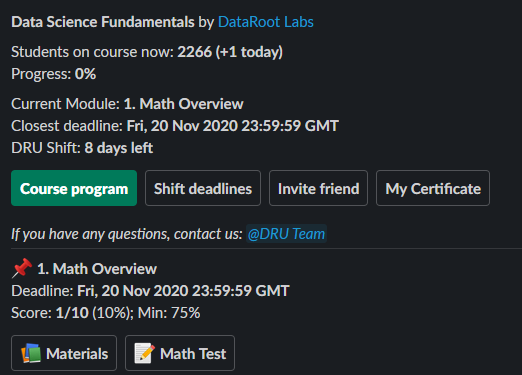 Data Science Fundamentals by DataRoot Labs
Students on course now: 2266 (+1 today)
Progress: 0%
Current Module: 1. Math Overview
Closest deadline: Fri, 20 Nov 2020 23:59:59 GMT
DRU Shift: 8 days left
Course program Shift deadlines Invite friend My Certificate
If you have any questions, contact us: @DRU Team
1. Math Overview
Deadline: Fri, 20 Nov 2020 23:59:59 GMT
Score: 1/10 (10%); Min: 75%
Materials Math Test